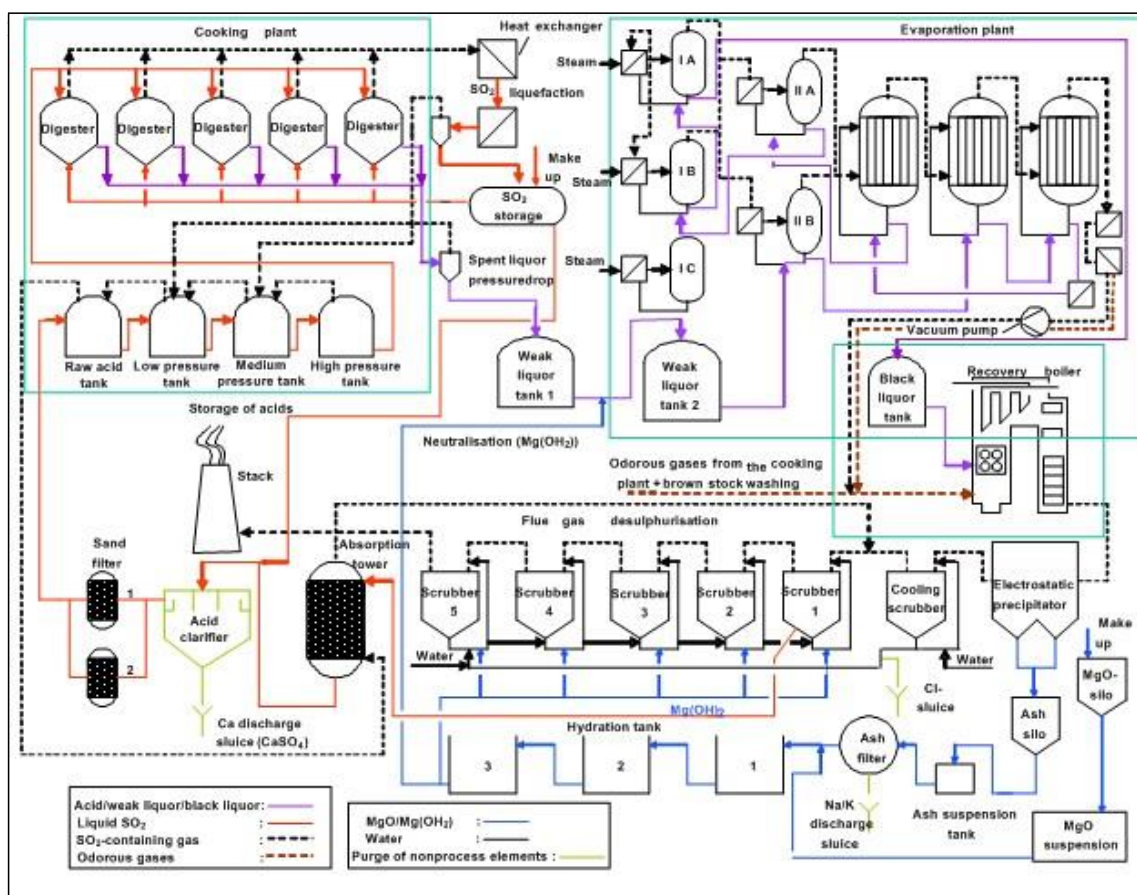 Cooking plant
Heat exchanger
SO2
liquefaction
Digester
Digester
Digester
Digester
Digester
Make
up
SO2
storage
Spent liquor
pressuredrop
Raw acid
tank
Low pressure
tank
Medium
pressure tank
High pressure
tank
Storage of acids
Evaporation plant
Steam
I A
II A
Steam
I B
II B
Steam
I C
Vacuum pump
Weak
liquor
tank 1
Weak
liquor
tank 2
Black
liquor
tank
Recovery boiler
Neutralisation (Mg(OH2))
Odorous gases from the cooking
plant + brown stock washing
Stack
Flue gas desulphurisation
Sand
filter
1
2
Acid
clarifier
Absorption
tower
Scrubber
5
Scrubber
4
Scrubber
3
Scrubber
2
Scrubber
1
Cooling
scrubber
Electrostatic
precipitator
Make
up
MgO-
silo
Water
Water
Mg(OH)2
Cl-
sluice
Ash
silo
Ca discharge
sluice (CaSO4)
Hydration tank
3
2
1
Ash
filter
Na/K
discharge
sluice
Ash suspension
tank
MgO
suspension
Acid/weak liquor/black liquor:
Liquid SO2 :
SO2-containing gas :
Odorous gases :
MgO/Mg(OH2) :
Water :
Purge of nonprocess elements :